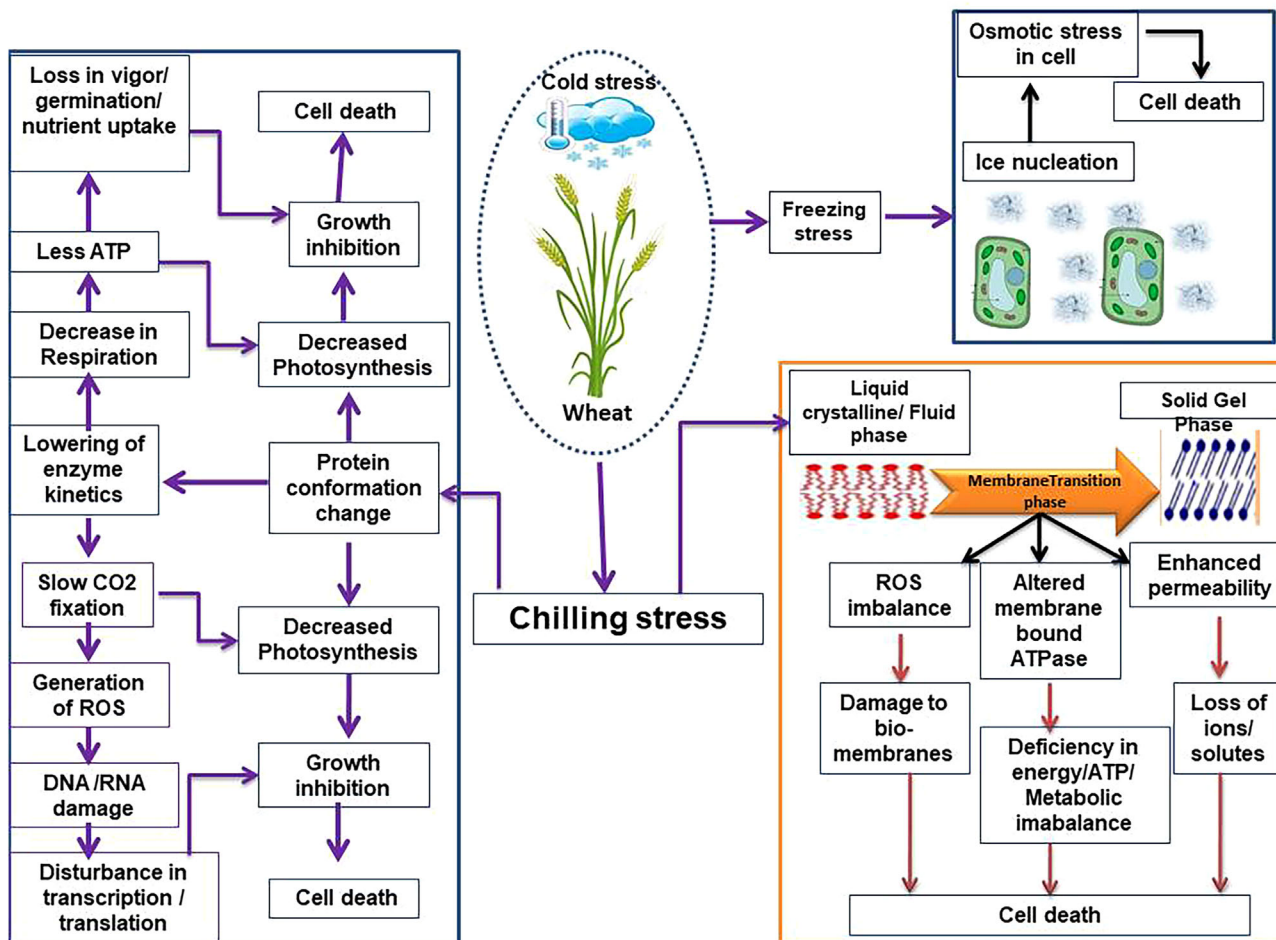 Loss in vigor/
germination/
nutrient uptake
Cell death
Growth
inhibition
Less ATP
Decrease in
Respiration
Decreased
Photosynthesis
Lowering of
enzyme
kinetics
Protein
conformation
change
Slow CO2
fixation
Decreased
Photosynthesis
Generation
of ROS
Growth
inhibition
DNA /RNA
damage
Disturbance in
transcription /
translation
Cell death
Cold stress
Wheat
Chilling stress
Freezing
stress
Osmotic stress
in cell
Cell death
Ice nucleation
Liquid
crystalline/ Fluid
phase
Solid Gel
Phase
MembraneTransition
phase
ROS
imbalance
Altered
membrane
bound
ATPase
Enhanced
permeability
Damage to
bio-
membranes
Deficiency in
energy/ATP/
Metabolic
imabalance
Loss of
ions/
solutes
Cell death